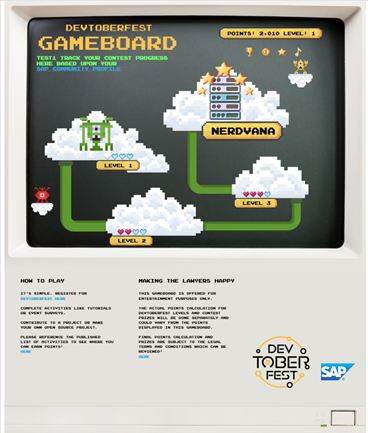 DEVTOBERFEST
GAMEBOARD
TEST1 TRACK YOUR CONTEST PROGRESS
HERE BASED UPON YOUR
SAP COMMUNITY PROFILE
POINTS: 2.010 LEVEL: 1
NERDVANA
LEVEL 1
LEVEL 3
LEVEL 2
HOW TO PLAY
IT'S SIMPLE. REGISTER FOR
DEVTOBERFEST HERE
COMPLETE ACTIVITIES LIKE TUTORIALS
OR EVENT SURVEYS.
CONTRIBUTE TO A PROJECT OR MAKE
YOUR OWN OPEN SOURCE PROJECT.
PLEASE REFERENCE THE PUBLISHED
LIST OF ACTIVITIES TO SEE WHERE YOU
CAN EARN POINTS!
HERE
MAKING THE LAWYERS HAPPY
THIS GAMEBOARD IS OFFERED FOR
ENTERTAINMENT PURPOSES ONLY.
THE ACTUAL POINTS CALCULATION FOR
DEVTOBERFEST LEVELS AND CONTEST
PRIZES WILL BE DONE SEPARATELY AND
COULD VARY FROM THE POINTS
DISPLAYED IN THIS GAMEBOARD.
FINAL POINTS CALCULATION AND
PRIZES ARE SUBJECT TO THE LEGAL
TERMS AND CONDITIONS WHICH CAN BE
REVIEWED!
HERE
DEV
TOBER
FEST
SAP